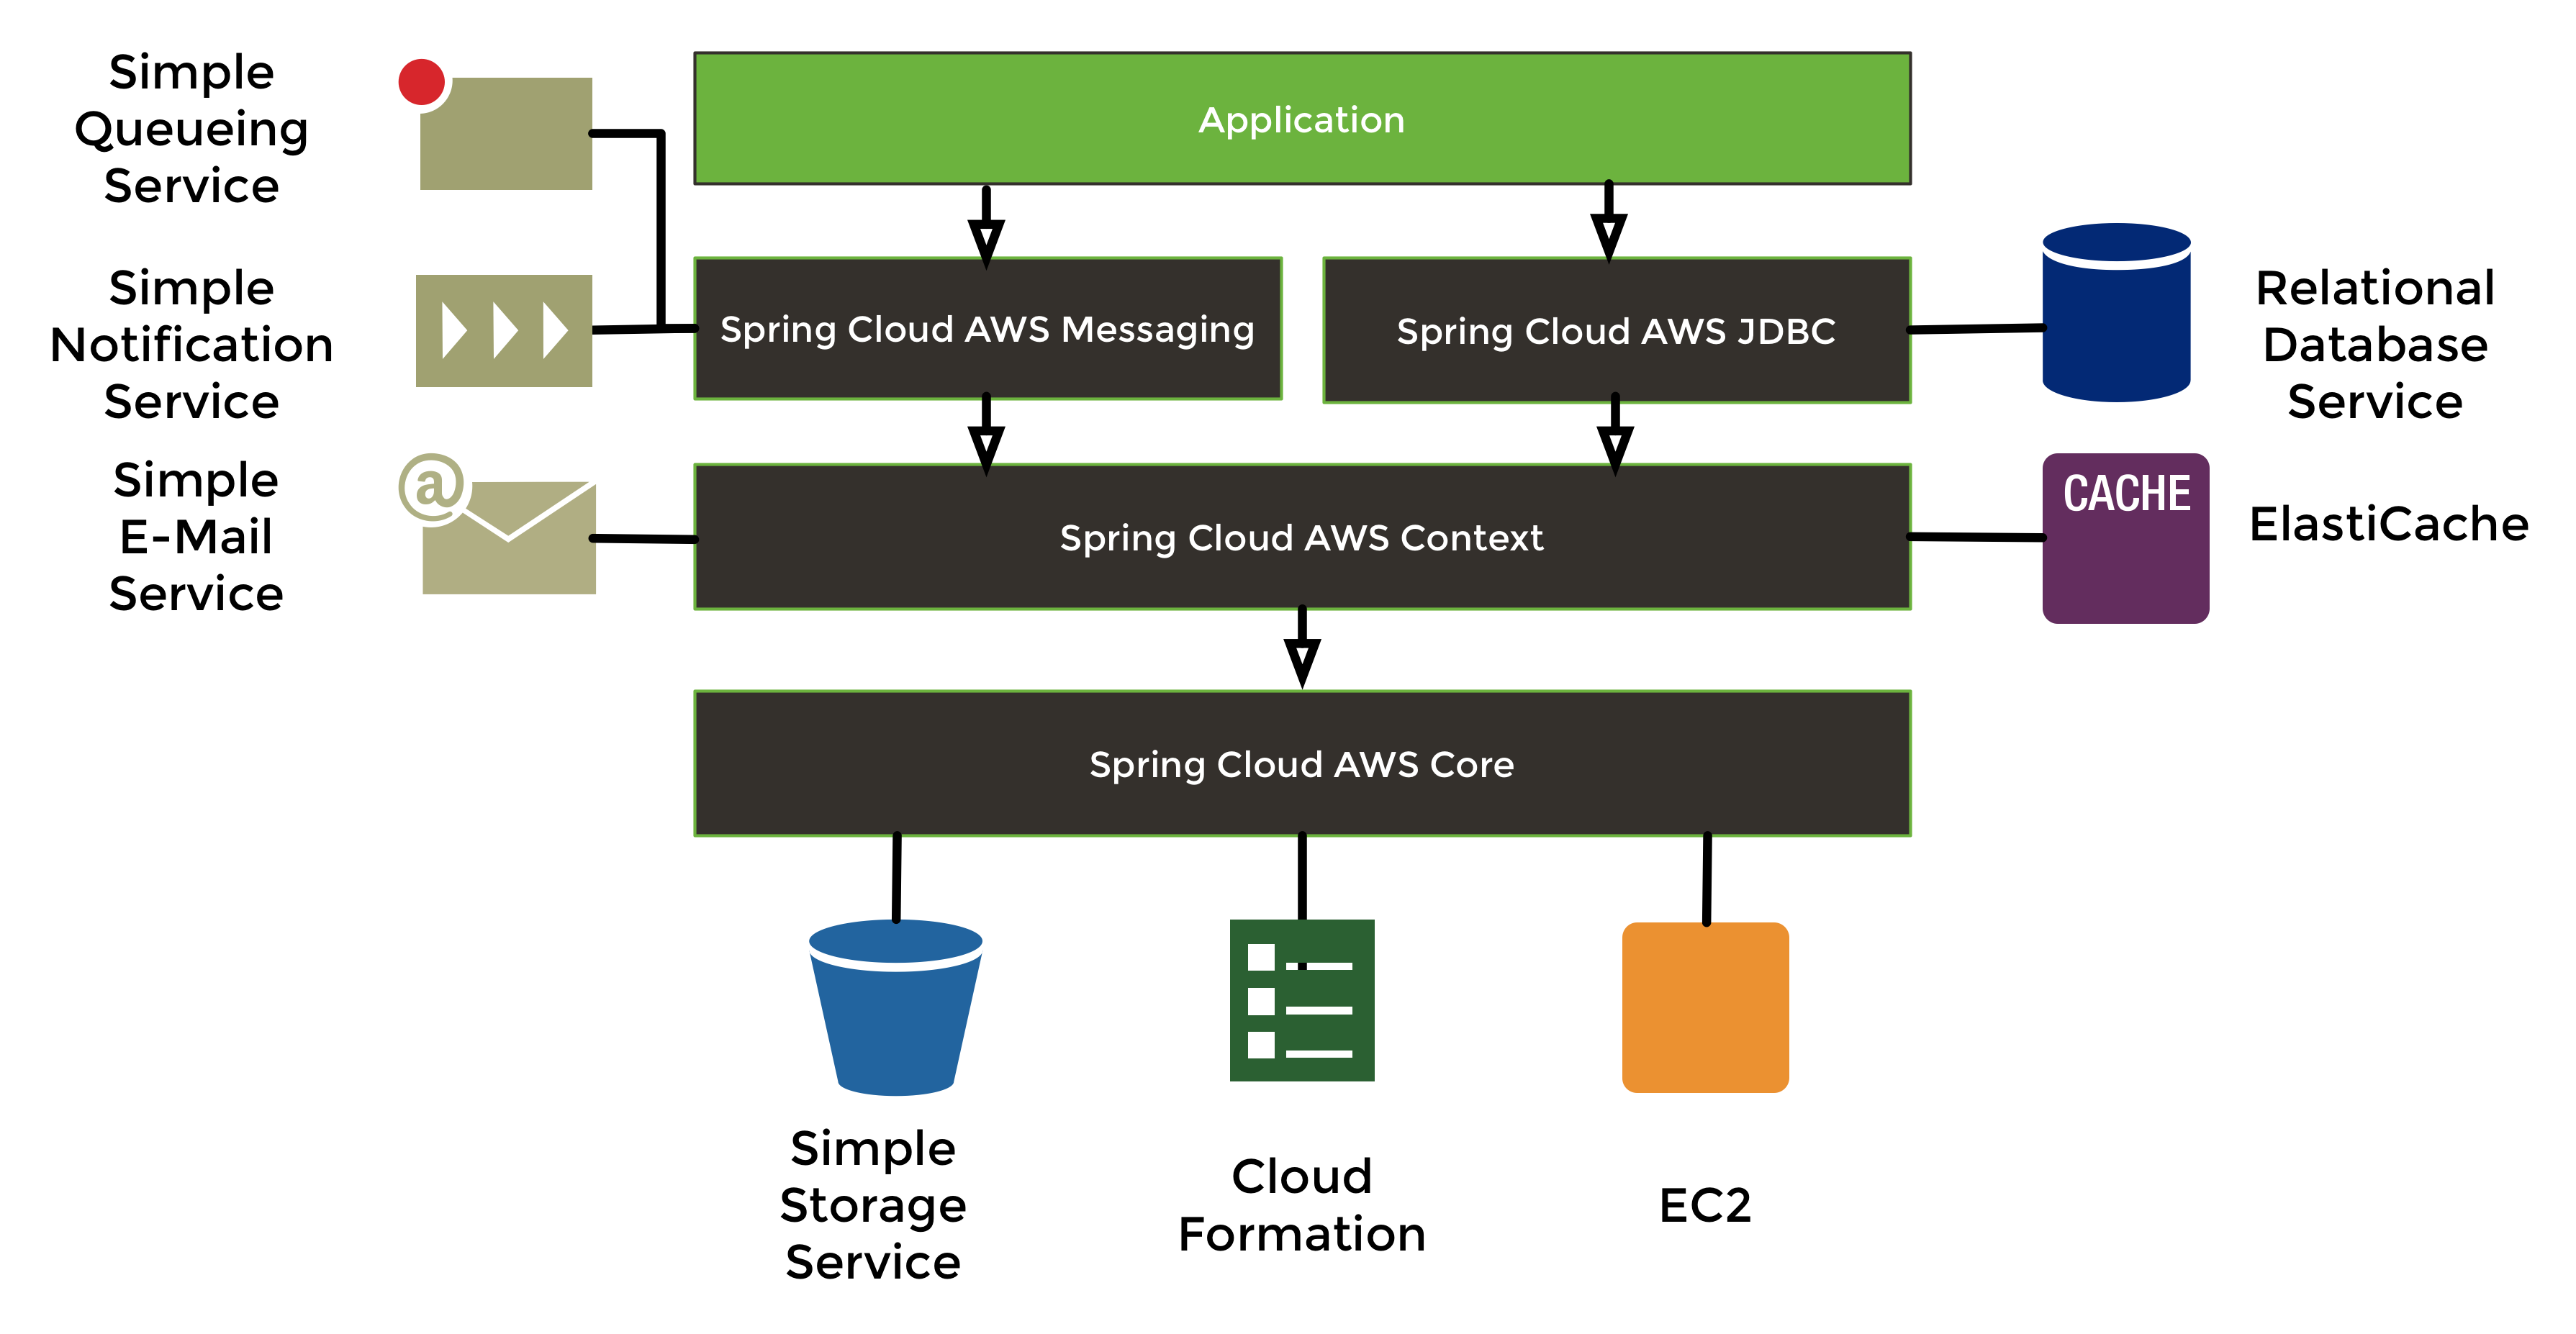 Simple
Queueing
Service
Application
Simple
Notification
Service
Spring Cloud AWS Messaging
Spring Cloud AWS JDBC
Relational
Database
Service
Simple
E-Mail
Service
@
Spring Cloud AWS Context
CACHE
ElastiCache
Spring Cloud AWS Core
Simple
Storage
Service
Cloud
Formation
EC2